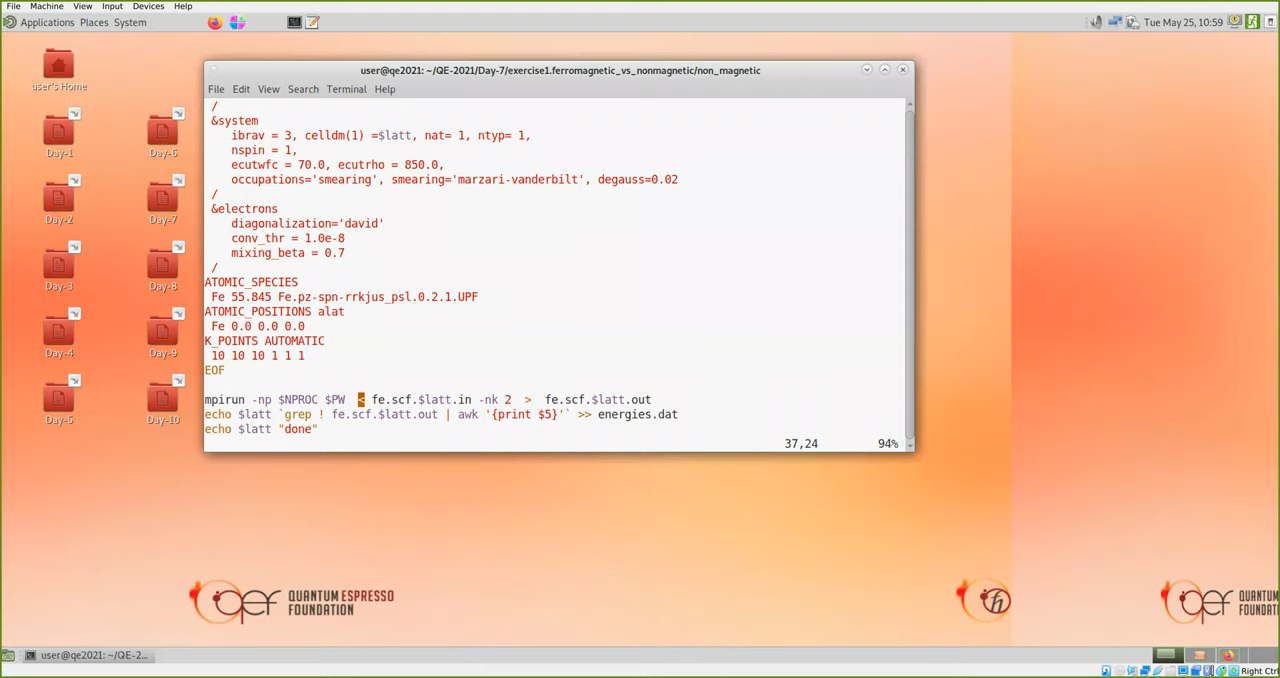 File Machine View Input Devices Help
Applications Places System
Tue May 25, 10:59
user's Home
Day-1
Day-6
Day-2
Day-7
Day-3
Day-8
Day-4
Day-9
Day-5
Day-10
user@qe2021: ~/QE-2021/Day-7/exercise1.ferromagnetic_vs_nonmagnetic/non_magnetic
File Edit View Search Terminal Help
/
&system
ibrav = 3, celldm(1) =$latt, nat= 1, ntyp= 1,
nspin = 1,
ecutwfc = 70.0, ecutrho = 850.0,
occupations='smearing', smearing='marzari-vanderbilt', degauss=0.02
/
&electrons
diagonalization='david'
conv_thr = 1.0e-8
mixing_beta = 0.7
/
ATOMIC_SPECIES
Fe 55.845 Fe.pz-spn-rrkjus_psl.0.2.1.UPF
ATOMIC_POSITIONS alat
Fe 0.0 0.0 0.0
K_POINTS AUTOMATIC
10 10 10 1 1 1
EOF
mpirun -np $NPROC $PW < fe.scf.$latt.in -nk 2 > fe.scf.$latt.out
echo $latt `grep ! fe.scf.$latt.out | awk '{print $5}'` >> energies.dat
echo $latt "done"
37,24 94%
QUANTUM ESPRESSO
FOUNDATION
QUANTU
FOUNDAT
user@qe2021: ~/QE-2...
Right Ctrl